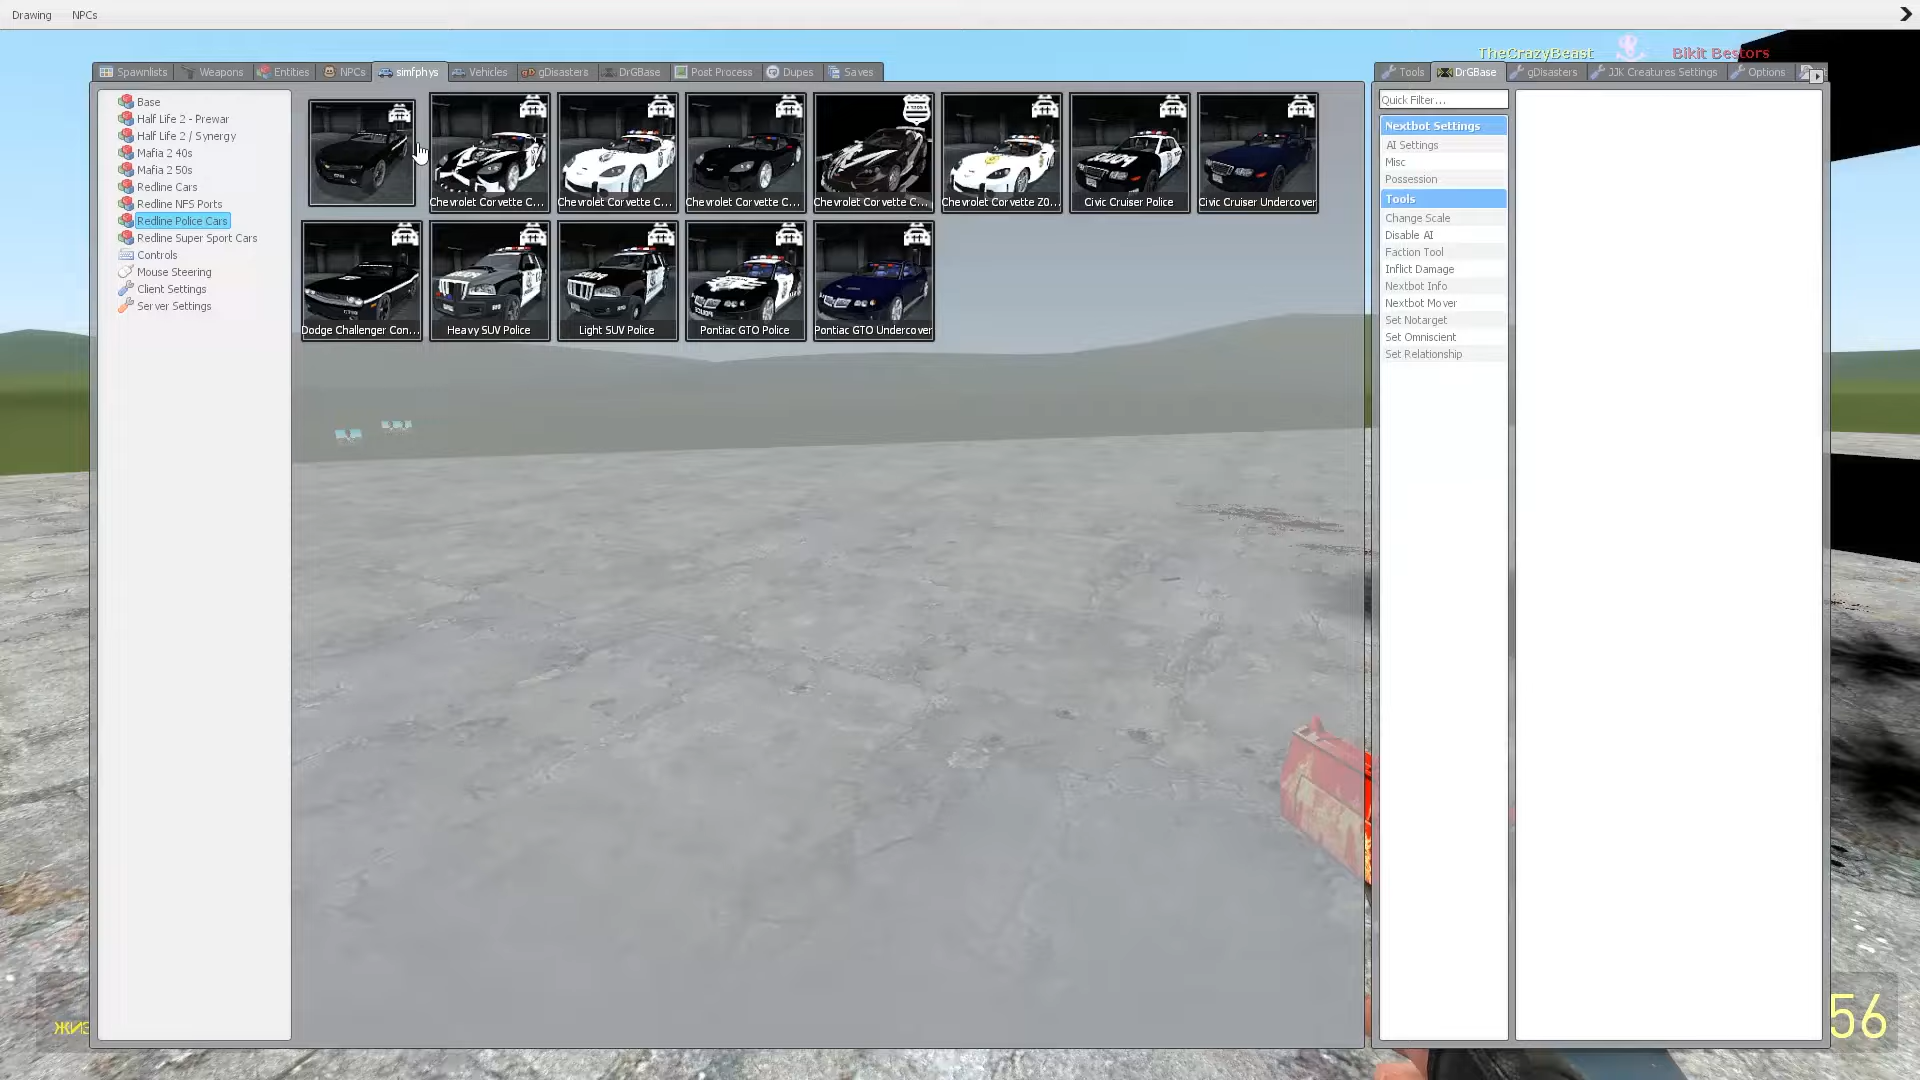 Drawing NPCs
TheCrazyBeast Bikit Bestors
Spawnlists Weapons Entities NPCs simfphys Vehicles gDisasters DrGBase Post Process Dupes Saves
Tools DrGBase gDisasters JJK Creatures Settings Options
Base
Half Life 2 - Prewar
Half Life 2 / Synergy
Mafia 2 40s
Mafia 2 50s
Redline Cars
Redline NFS Ports
Redline Police Cars
Redline Super Sport Cars
Controls
Mouse Steering
Client Settings
Server Settings
Chevrolet Corvette C... Chevrolet Corvette C... Chevrolet Corvette C... Chevrolet Corvette C... Chevrolet Corvette Z0... Civic Cruiser Police Civic Cruiser Undercover
Dodge Challenger Con... Heavy SUV Police Light SUV Police Pontiac GTO Police Pontiac GTO Undercover
Quick Filter...
Nextbot Settings
AI Settings
Misc
Possession
Tools
Change Scale
Disable AI
Faction Tool
Inflict Damage
Nextbot Info
Nextbot Mover
Set Notarget
Set Omniscient
Set Relationship
56